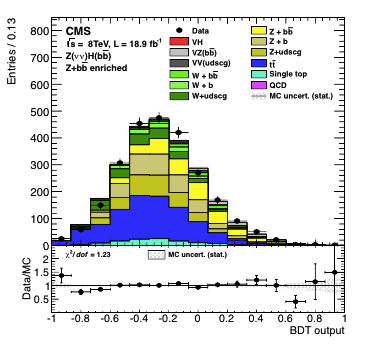 Entries / 0.13
800
700
600
500
400
300
200
100
CMS
√s = 8TeV, L = 18.9 fb⁻¹
Z(νν)H(bb̄)
Z+bb enriched
Data
VH
VZ(bb̄)
VV(udscg)
W + bb̄
W + b
W+udscg
Z + bb̄
Z + b
Z+udscg
tt̄
Single top
QCD
MC uncert. (stat.)
Data/MC
2
1.5
1
0.5
χ²/ dof = 1.23
MC uncert. (stat.)
-1 -0.8 -0.6 -0.4 -0.2 0 0.2 0.4 0.6 0.8 1
BDT output